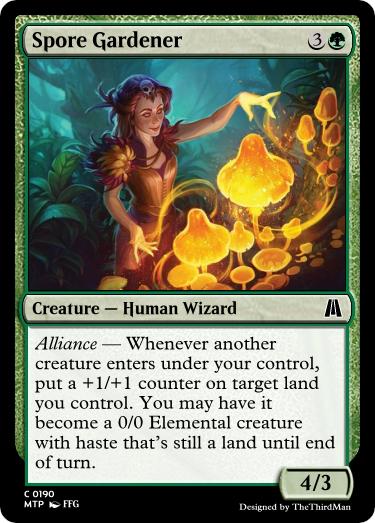 Spore Gardener 3
Creature — Human Wizard
Alliance — Whenever another
creature enters under your control,
put a +1/+1 counter on target land
you control. You may have it
become a 0/0 Elemental creature
with haste that's still a land until end
of turn.
4/3
C 0190
MTP FFG
Designed by TheThirdMan